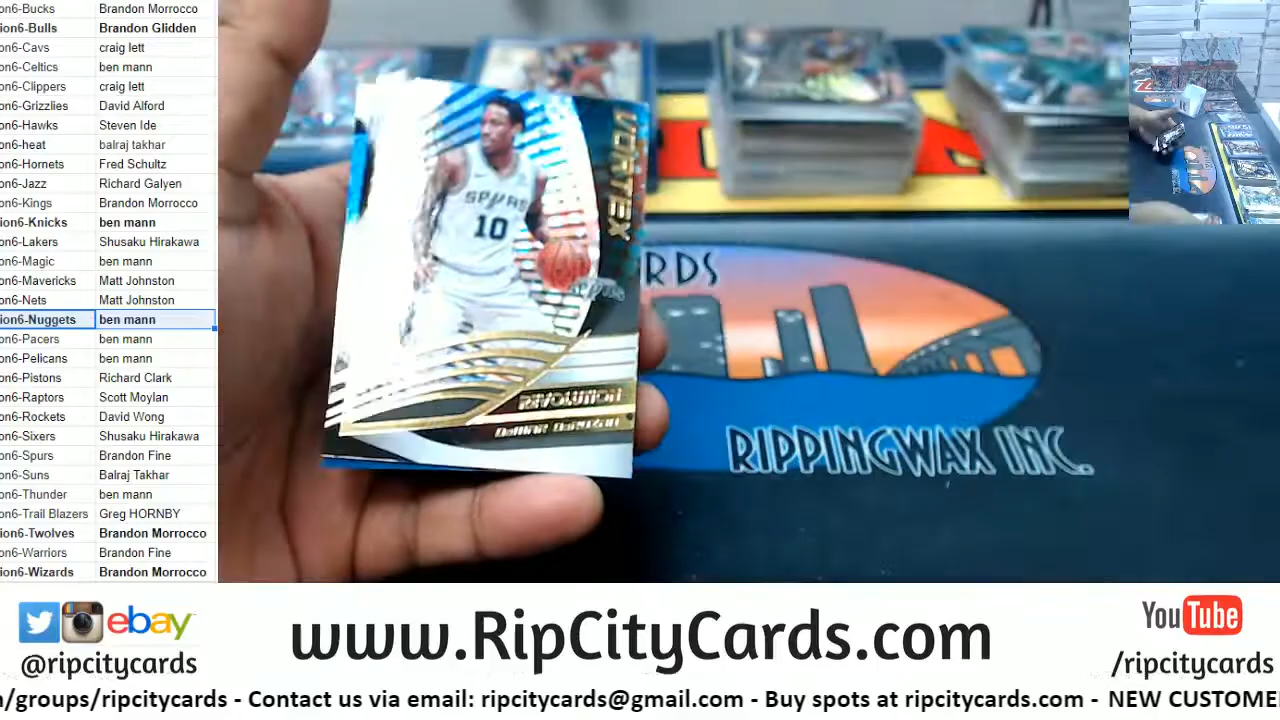 on6-Bucks Brandon Morrocco
ion6-Bulls Brandon Glidden
on6-Cavs craig lett
on6-Celtics ben mann
on6-Clippers craig lett
on6-Grizzlies David Alford
on6-Hawks Steven Ide
on6-heat balraj takhar
on6-Hornets Fred Schultz
on6-Jazz Richard Galyen
on6-Kings Brandon Morrocco
ion6-Knicks ben mann
on6-Lakers Shusaku Hirakawa
on6-Magic ben mann
on6-Mavericks Matt Johnston
on6-Nets Matt Johnston
ion6-Nuggets ben mann
on6-Pacers ben mann
on6-Pelicans ben mann
on6-Pistons Richard Clark
on6-Raptors Scott Moylan
on6-Rockets David Wong
on6-Sixers Shusaku Hirakawa
on6-Spurs Brandon Fine
on6-Suns Balraj Takhar
on6-Thunder ben mann
on6-Trail Blazers Greg HORNBY
ion6-Twolves Brandon Morrocco
on6-Warriors Brandon Fine
ion6-Wizards Brandon Morrocco
VORTEX
SPURS
10
REVOLUTION
DeMAR DeROZAN
RDS
RIPPINGWAX INC.
ebay
@ripcitycards
www.RipCityCards.com
YouTube
/ripcitycards
/groups/ripcitycards - Contact us via email: ripcitycards@gmail.com - Buy spots at ripcitycards.com - NEW CUSTOME